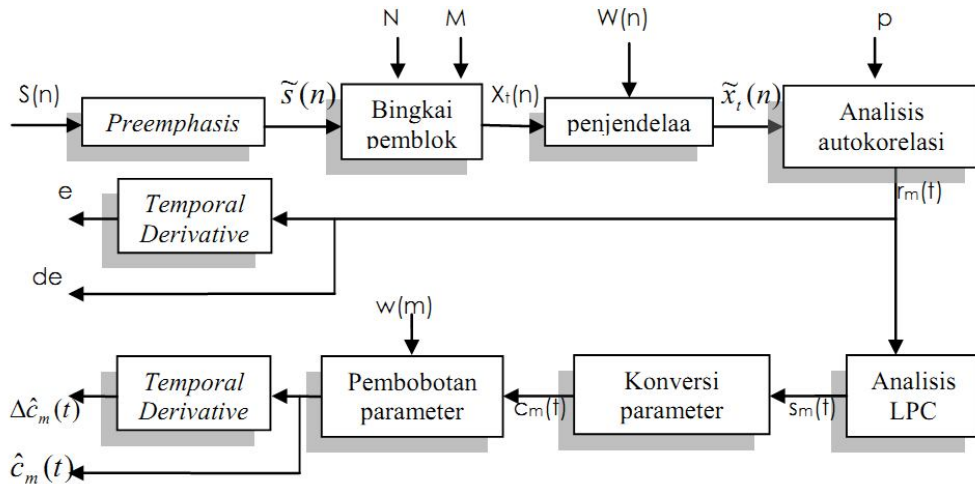 N
M
W(n)
p
S(n)
s̃(n)
Xt(n)
x̃t(n)
Preemphasis
Bingkai
pemblok
penjendelaa
Analisis
autokorelasi
rm(t)
e
Temporal
Derivative
de
w(m)
Temporal
Derivative
Pembobotan
parameter
Konversi
parameter
Analisis
LPC
Δĉm(t)
cm(t)
sm(t)
ĉm(t)